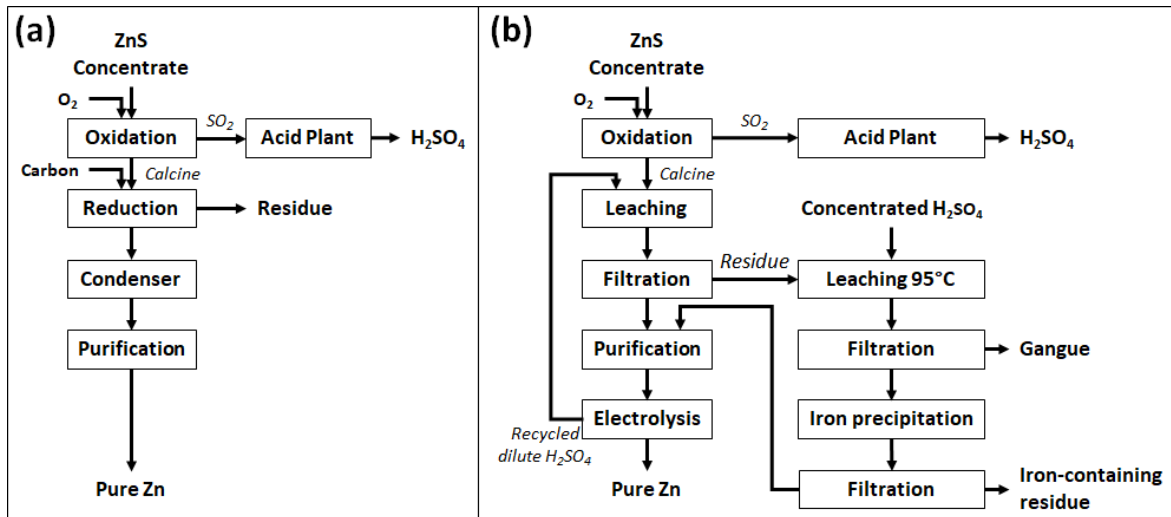 (a)
ZnS
Concentrate
O₂
Oxidation
SO₂
Acid Plant
H₂SO₄
Carbon
Calcine
Reduction
Residue
Condenser
Purification
Pure Zn
(b)
ZnS
Concentrate
O₂
Oxidation
SO₂
Acid Plant
H₂SO₄
Calcine
Leaching
Concentrated H₂SO₄
Filtration
Residue
Leaching 95°C
Purification
Filtration
Gangue
Electrolysis
Iron precipitation
Recycled
dilute H₂SO₄
Pure Zn
Filtration
Iron-containing
residue